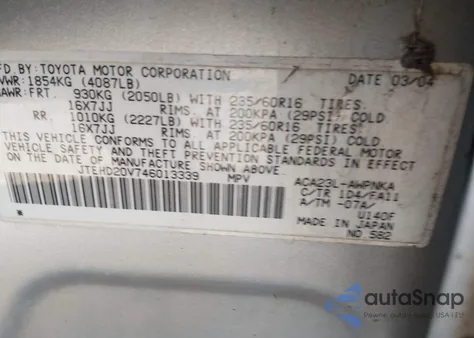 MFD BY: TOYOTA MOTOR CORPORATION DATE 03/04
GVWR: 1854KG (4087LB)
GAWR: FRT. 930KG (2050LB) WITH 235/60R16 TIRES
16X7JJ RIMS AT 200KPA (29PSI) COLD
RR 1010KG (2227LB) WITH 235/60R16 TIRES
16X7JJ RIMS AT 200KPA (29PSI) COLD
THIS VEHICLE CONFORMS TO ALL APPLICABLE FEDERAL MOTOR
VEHICLE SAFETY AND THEFT PREVENTION STANDARDS IN
EFFECT ON THE DATE OF MANUFACTURE SHOWN ABOVE.
JTEHD20V746013339 MPV
ACA23L-AWPNKA
C/TR 1D4/FA11
A/TM -07A/ U140F
MADE IN JAPAN
NO 582
autoSnap